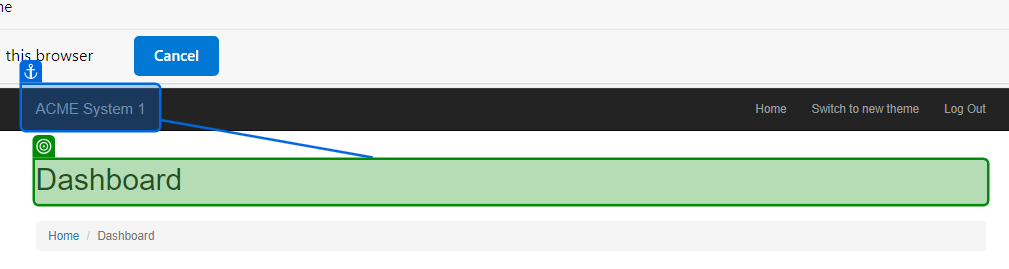 ne
this browser Cancel
ACME System 1 Home Switch to new theme Log Out
Dashboard
Home / Dashboard